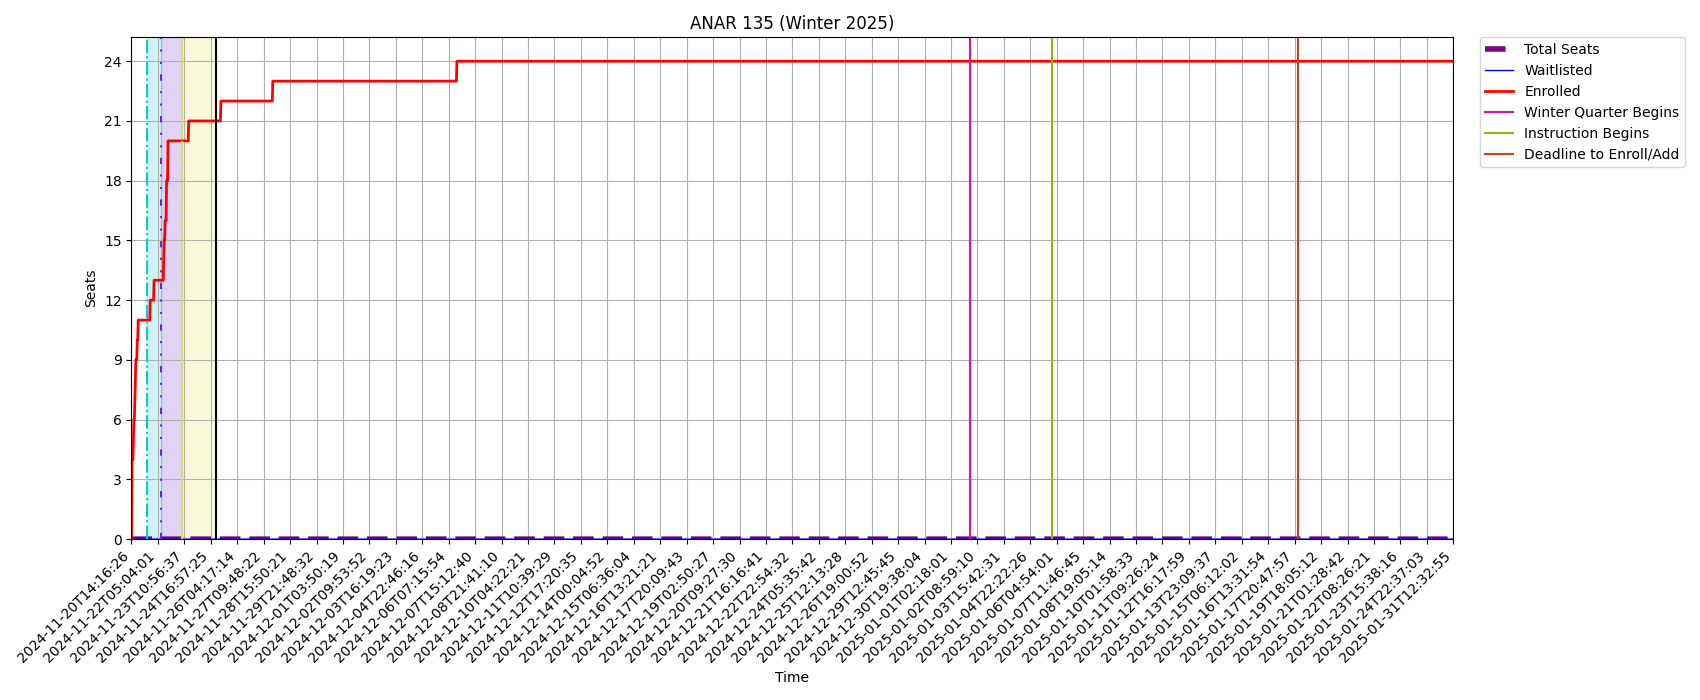 ANAR 135 (Winter 2025)
Total Seats
Waitlisted
Enrolled
Winter Quarter Begins
Instruction Begins
Deadline to Enroll/Add
Seats
24
21
18
15
12
9
6
3
0
2024-11-20T14:16:26
2024-11-22T05:04:01
2024-11-23T10:56:37
2024-11-24T16:57:25
2024-11-26T04:17:14
2024-11-27T09:48:22
2024-11-28T15:50:21
2024-11-29T21:48:32
2024-12-01T03:50:19
2024-12-02T09:53:52
2024-12-03T16:19:23
2024-12-04T22:46:16
2024-12-06T07:15:54
2024-12-07T15:12:40
2024-12-08T21:41:10
2024-12-10T04:22:21
2024-12-11T10:39:29
2024-12-12T17:20:35
2024-12-14T00:04:52
2024-12-15T06:36:04
2024-12-16T13:21:21
2024-12-17T20:09:43
2024-12-19T02:50:27
2024-12-20T09:27:30
2024-12-21T16:16:41
2024-12-22T22:54:32
2024-12-24T05:35:42
2024-12-25T12:13:28
2024-12-26T19:00:52
2024-12-29T12:45:45
2024-12-30T19:38:04
2025-01-01T02:18:01
2025-01-02T08:59:10
2025-01-03T15:42:31
2025-01-04T22:22:26
2025-01-06T04:54:01
2025-01-07T11:46:45
2025-01-08T19:05:14
2025-01-10T01:58:33
2025-01-11T09:26:24
2025-01-12T16:17:59
2025-01-13T23:09:37
2025-01-15T06:12:02
2025-01-16T13:31:54
2025-01-17T20:47:57
2025-01-19T18:05:12
2025-01-21T01:28:42
2025-01-22T08:26:21
2025-01-23T15:38:16
2025-01-24T22:37:03
2025-01-31T12:32:55
Time